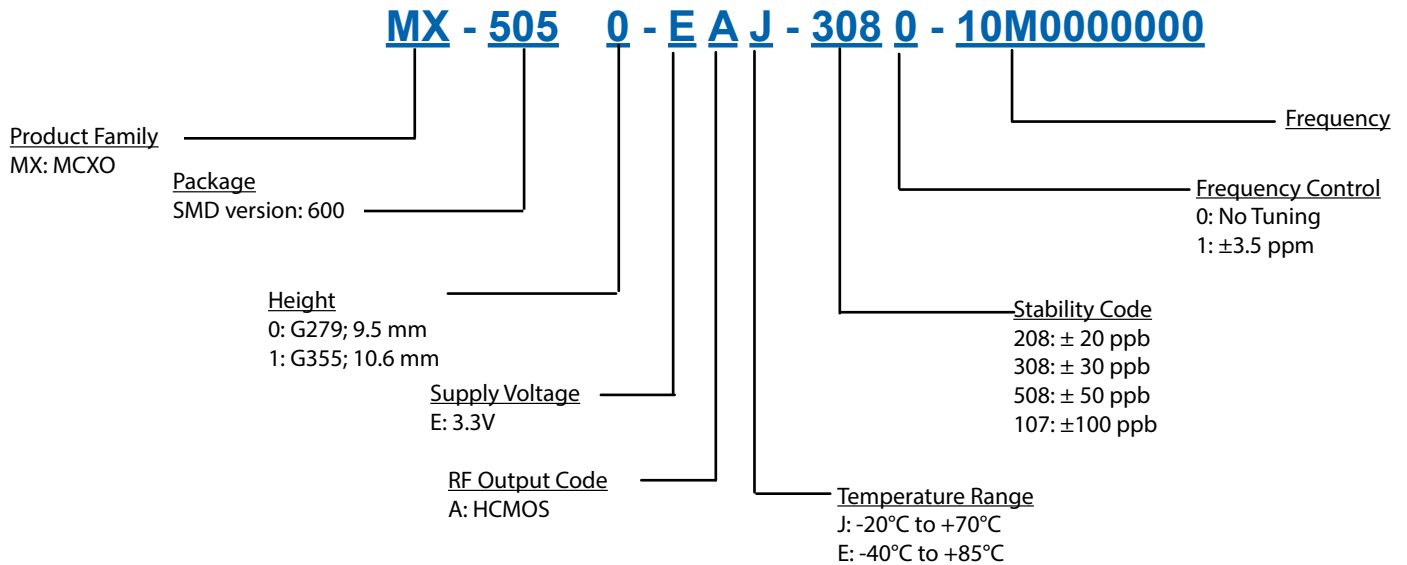 MX - 505 0 - E A J - 308 0 - 10M0000000
Product Family
MX: MCXO
Package
SMD version: 600
Height
0: G279; 9.5 mm
1: G355; 10.6 mm
Supply Voltage
E: 3.3V
RF Output Code
A: HCMOS
Temperature Range
J: -20°C to +70°C
E: -40°C to +85°C
Stability Code
208: ± 20 ppb
308: ± 30 ppb
508: ± 50 ppb
107: ±100 ppb
Frequency Control
0: No Tuning
1: ±3.5 ppm
Frequency